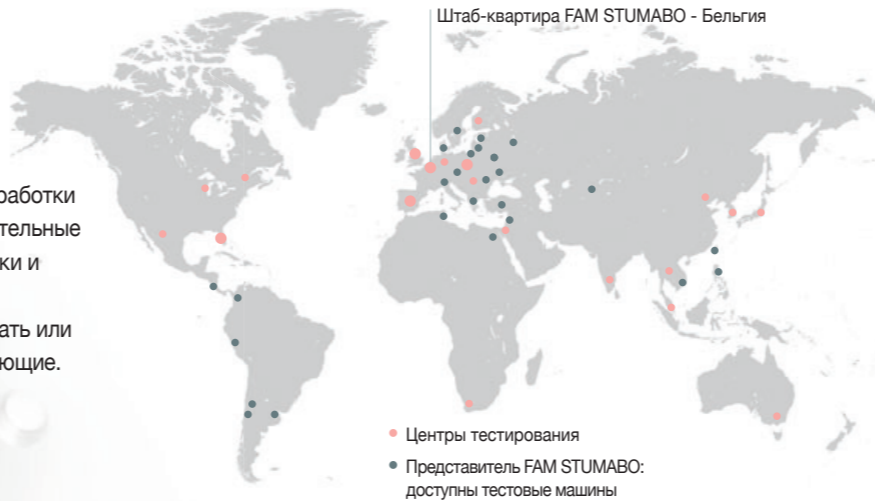 Штаб-квартира FAM STUMABO - Бельгия
работки
тельные
ки и
ать или
ющие.
Центры тестирования
Представитель FAM STUMABO:
доступны тестовые машины